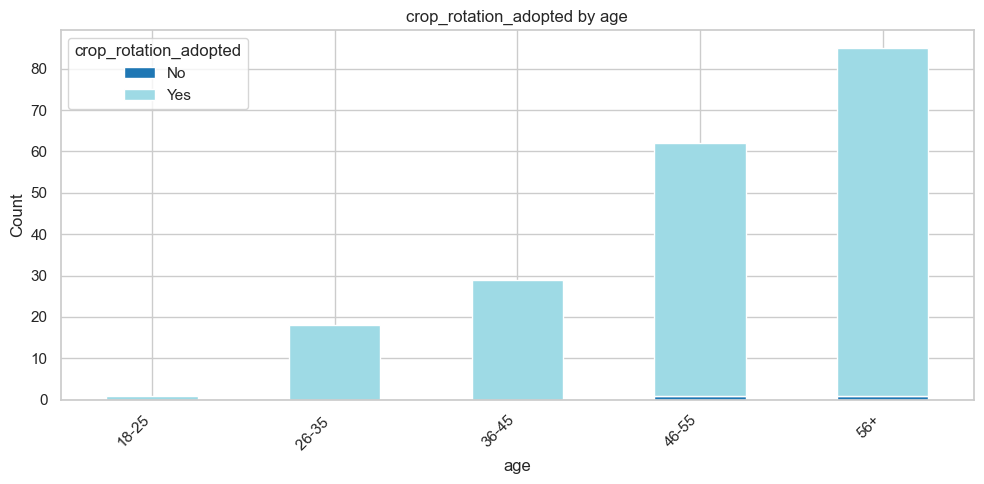 crop_rotation_adopted by age
crop_rotation_adopted
No
Yes
Count
80
70
60
50
40
30
20
10
0
18-25
26-35
36-45
46-55
56+
age